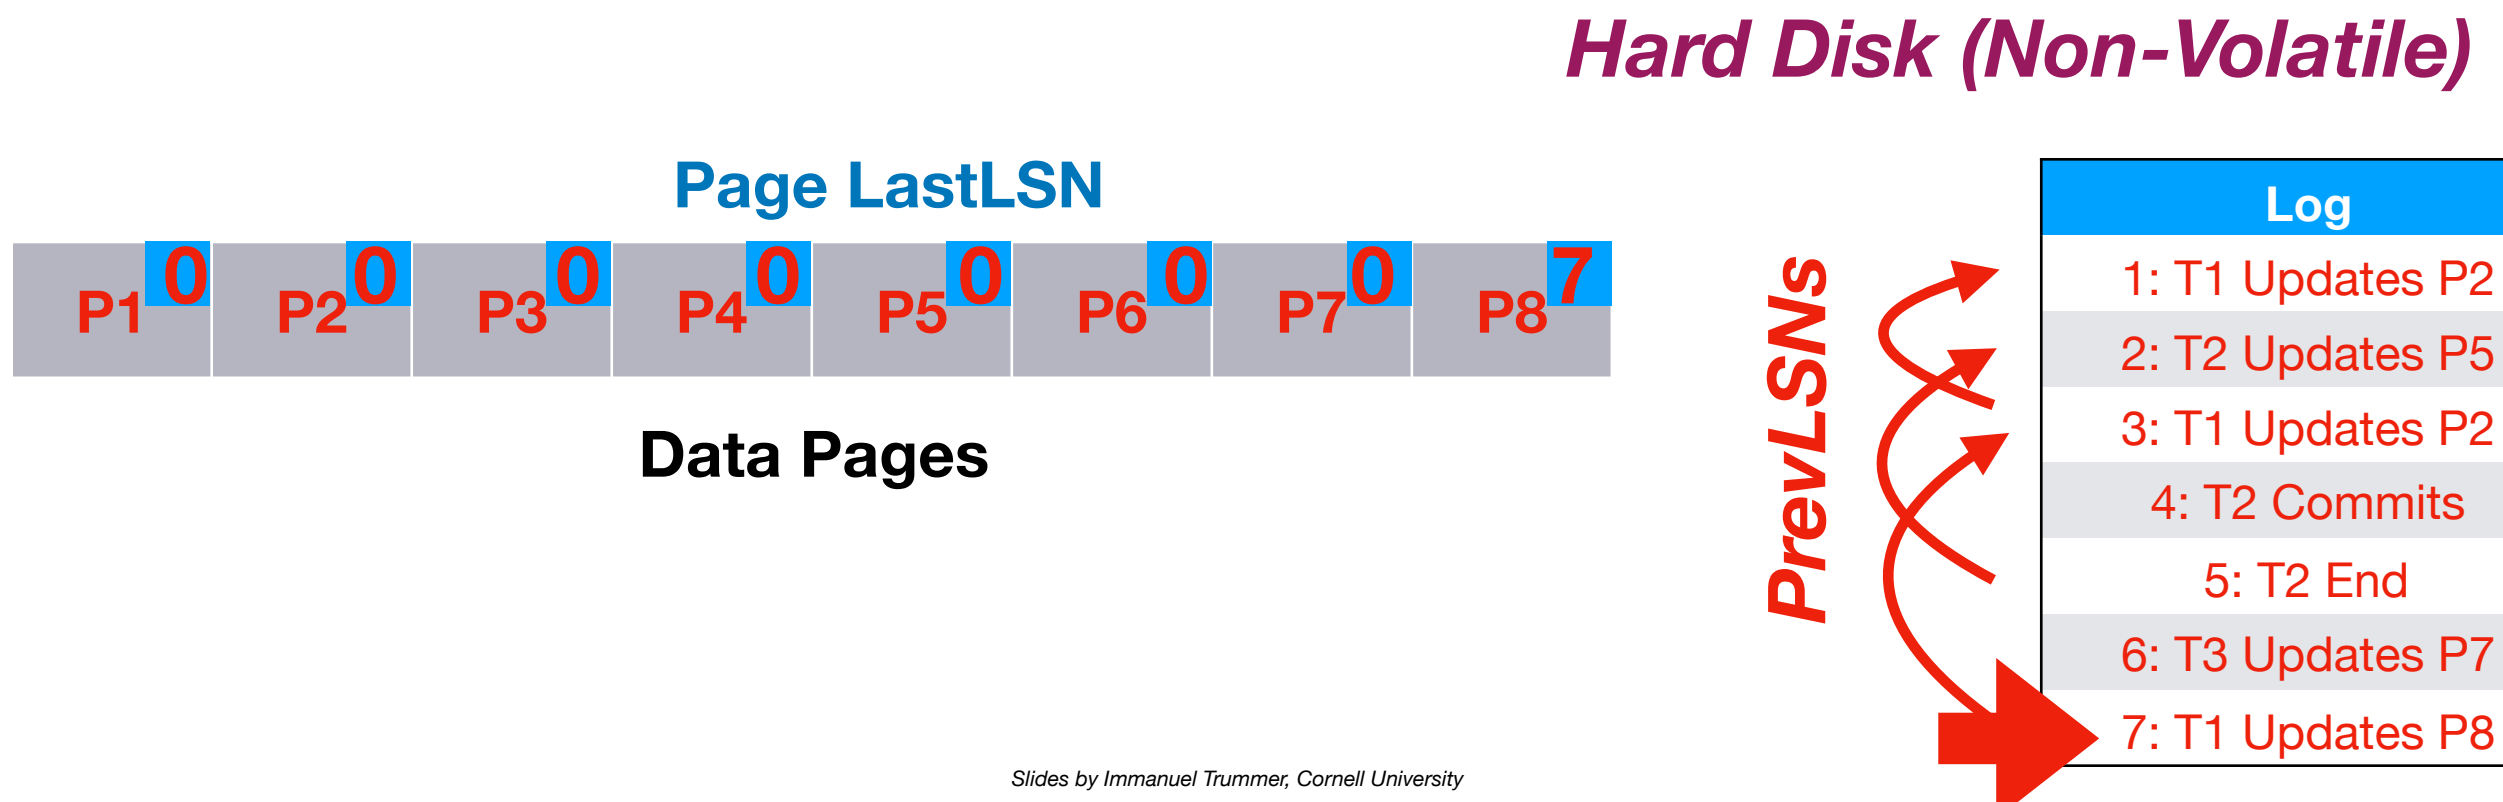 Hard Disk (Non-Volatile)
Page LastLSN
P1 0 P2 0 P3 0 P4 0 P5 0 P6 0 P7 0 P8 7
Data Pages
PrevLSNs
Log
1: T1 Updates P2
2: T2 Updates P5
3: T1 Updates P2
4: T2 Commits
5: T2 End
6: T3 Updates P7
7: T1 Updates P8
Slides by Immanuel Trummer, Cornell University